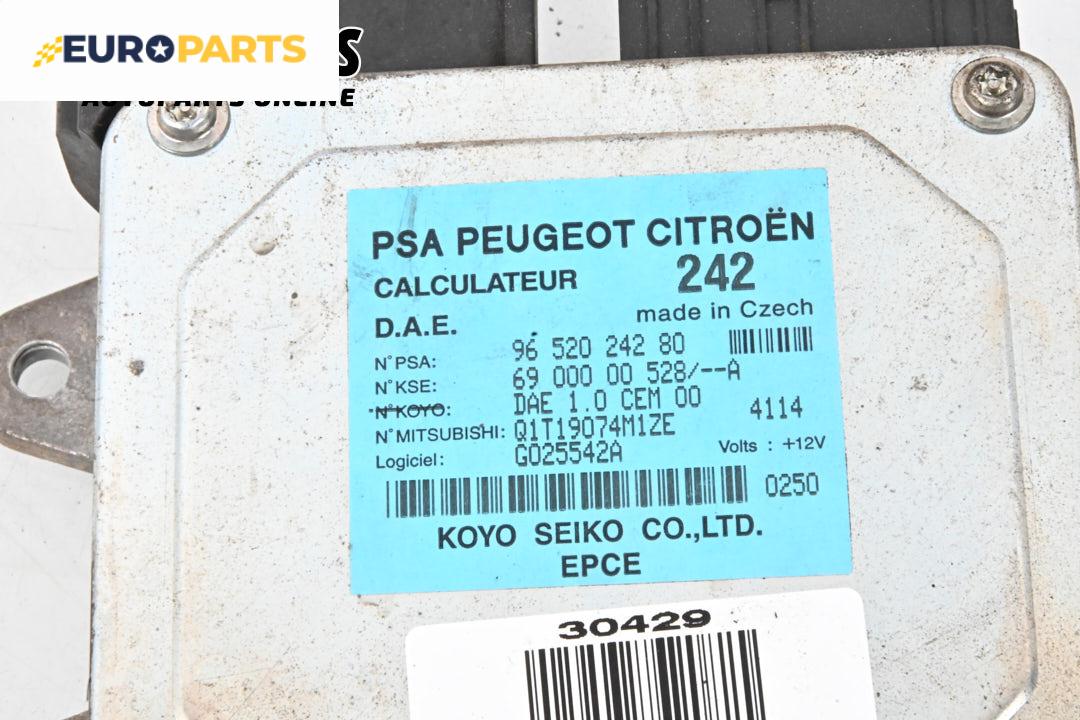 EUROPARTS
AUTOPARTS ONLINE
PSA PEUGEOT CITROËN
CALCULATEUR 242
D.A.E. made in Czech
N°PSA: 96 520 242 80
N°KSE: 69 000 00 528/--A
N°KOYO: DAE 1.0 CEM 00 4114
N°MITSUBISHI: Q1T19074M1ZE
Logiciel: G025542A Volts : +12V
0250
KOYO SEIKO CO.,LTD.
EPCE
30429